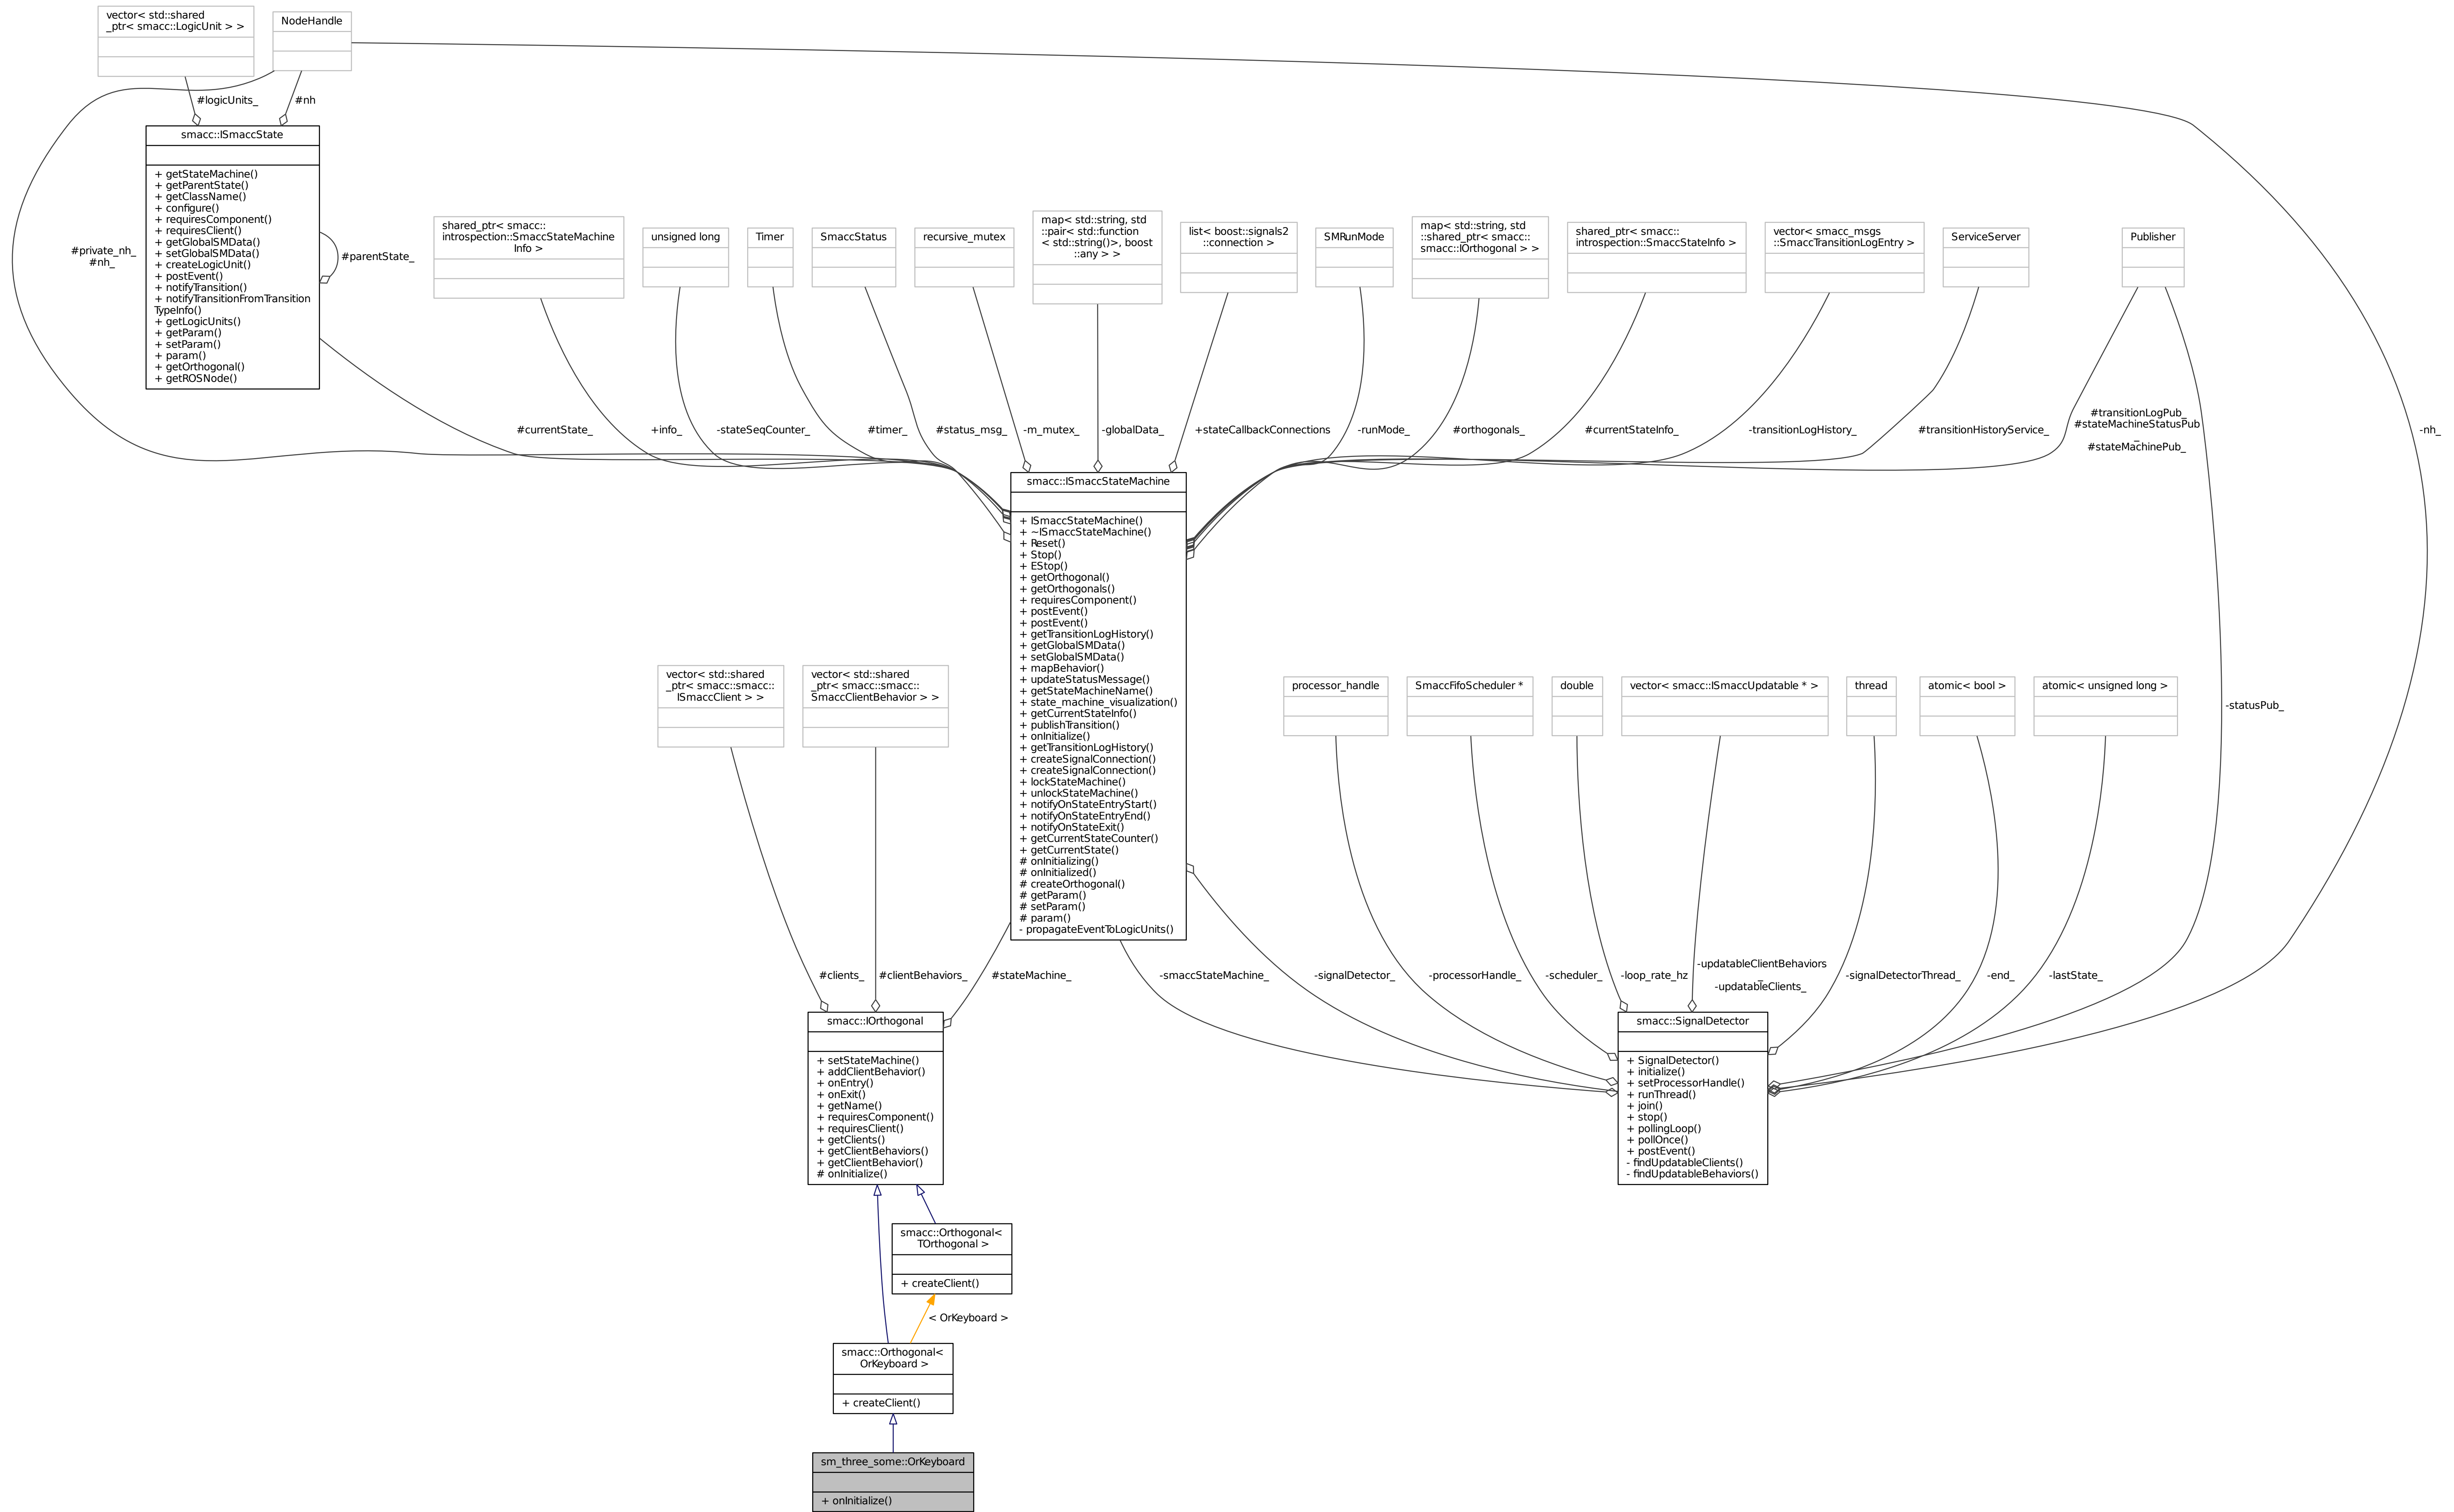 vector< std::shared
_ptr< smacc::LogicUnit > >
NodeHandle
#logicUnits_
#nh
smacc::ISmaccState
+ getStateMachine()
+ getParentState()
+ getClassName()
+ configure()
+ requiresComponent()
+ requiresClient()
+ getGlobalSMData()
+ setGlobalSMData()
+ createLogicUnit()
+ postEvent()
+ notifyTransition()
+ notifyTransitionFromTransition
TypeInfo()
+ getLogicUnits()
+ getParam()
+ setParam()
+ param()
+ getOrthogonal()
+ getROSNode()
#private_nh_
#nh_
#parentState_
shared_ptr< smacc::
introspection::SmaccStateMachine
Info >
unsigned long
Timer
SmaccStatus
recursive_mutex
map< std::string, std
::pair< std::function
< std::string()>, boost
::any > >
list< boost::signals2
::connection >
SMRunMode
map< std::string, std
::shared_ptr< smacc::
smacc::IOrthogonal > >
shared_ptr< smacc::
introspection::SmaccStateInfo >
vector< smacc_msgs
::SmaccTransitionLogEntry >
ServiceServer
Publisher
#currentState_
+info_
-stateSeqCounter_
#timer_
#status_msg_
-m_mutex_
-globalData_
+stateCallbackConnections
-runMode_
#orthogonals_
#currentStateInfo_
-transitionLogHistory_
#transitionHistoryService_
#transitionLogPub_
#stateMachineStatusPub
_
#stateMachinePub_
-nh_
smacc::ISmaccStateMachine
+ ISmaccStateMachine()
+ ~ISmaccStateMachine()
+ Reset()
+ Stop()
+ EStop()
+ getOrthogonal()
+ getOrthogonals()
+ requiresComponent()
+ postEvent()
+ postEvent()
+ getTransitionLogHistory()
+ getGlobalSMData()
+ setGlobalSMData()
+ mapBehavior()
+ updateStatusMessage()
+ getStateMachineName()
+ state_machine_visualization()
+ getCurrentStateInfo()
+ publishTransition()
+ onInitialize()
+ getTransitionLogHistory()
+ createSignalConnection()
+ createSignalConnection()
+ lockStateMachine()
+ unlockStateMachine()
+ notifyOnStateEntryStart()
+ notifyOnStateEntryEnd()
+ notifyOnStateExit()
+ getCurrentStateCounter()
+ getCurrentState()
# onInitializing()
# onInitialized()
# createOrthogonal()
# getParam()
# setParam()
# param()
- propagateEventToLogicUnits()
vector< std::shared
_ptr< smacc::smacc::
ISmaccClient > >
vector< std::shared
_ptr< smacc::smacc::
SmaccClientBehavior > >
processor_handle
SmaccFifoScheduler *
double
vector< smacc::ISmaccUpdatable * >
thread
atomic< bool >
atomic< unsigned long >
-statusPub_
#clients_
#clientBehaviors_
#stateMachine_
-smaccStateMachine_
-signalDetector_
-processorHandle_
-scheduler_
-loop_rate_hz
-updatableClientBehaviors
_
-updatableClients_
-signalDetectorThread_
-end_
-lastState_
smacc::IOrthogonal
+ setStateMachine()
+ addClientBehavior()
+ onEntry()
+ onExit()
+ getName()
+ requiresComponent()
+ requiresClient()
+ getClients()
+ getClientBehaviors()
+ getClientBehavior()
# onInitialize()
smacc::SignalDetector
+ SignalDetector()
+ initialize()
+ setProcessorHandle()
+ runThread()
+ join()
+ stop()
+ pollingLoop()
+ pollOnce()
+ postEvent()
- findUpdatableClients()
- findUpdatableBehaviors()
smacc::Orthogonal<
TOrthogonal >
+ createClient()
< OrKeyboard >
smacc::Orthogonal<
OrKeyboard >
+ createClient()
sm_three_some::OrKeyboard
+ onInitialize()